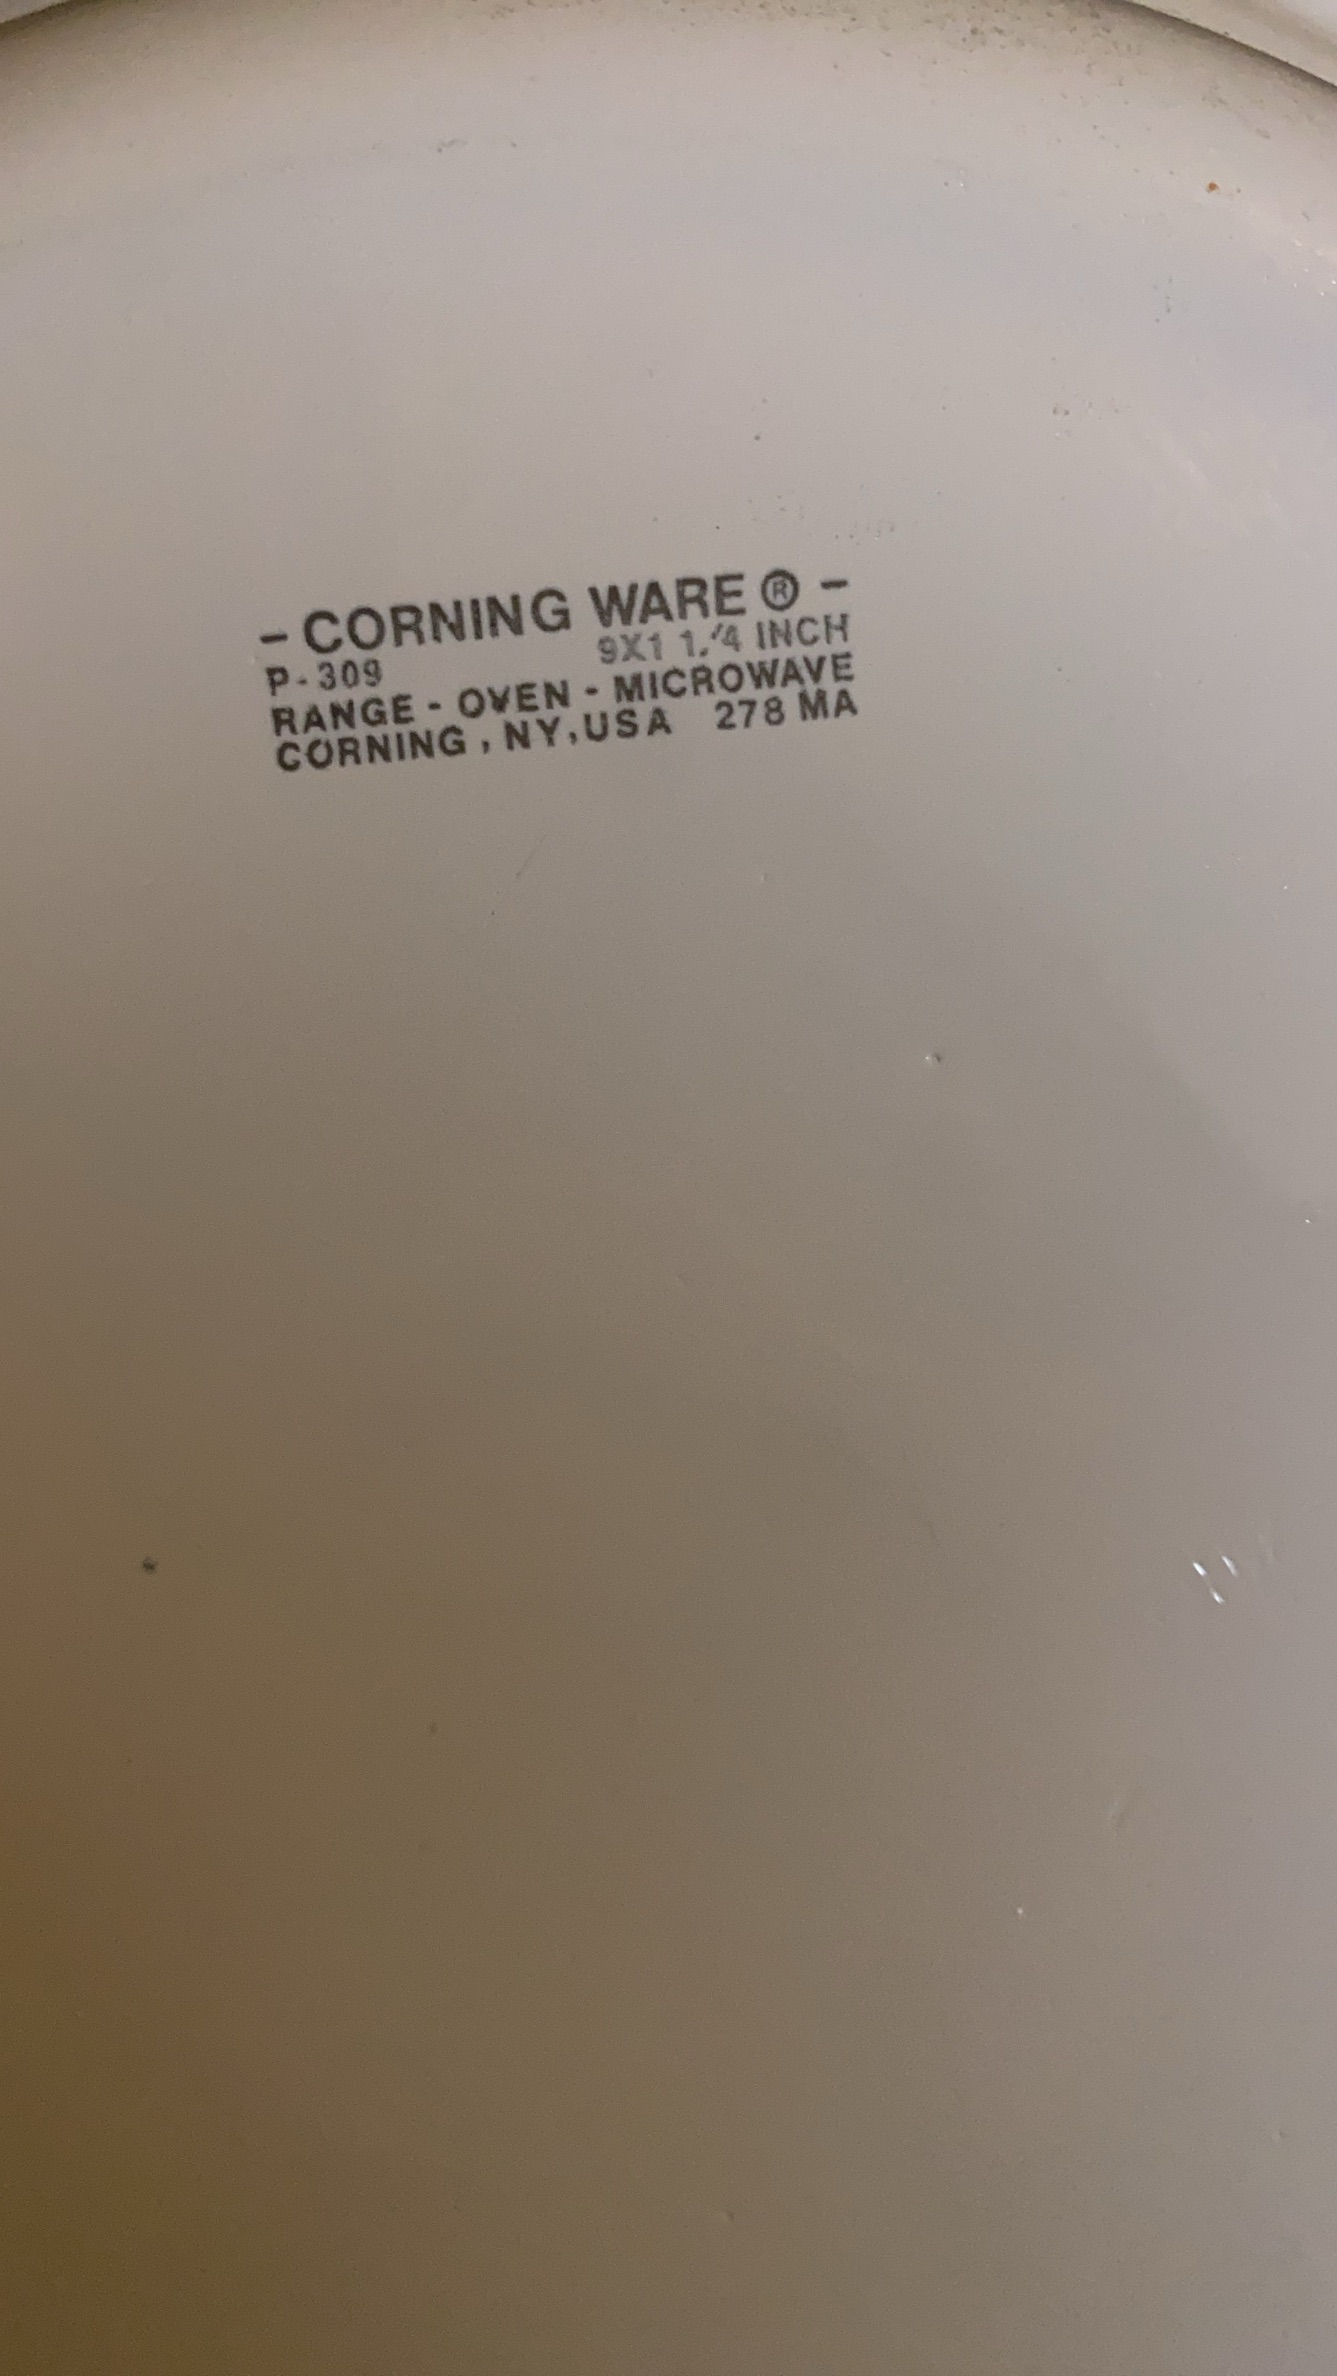 - CORNING WARE ® -
P-309 9X1 1/4 INCH
RANGE - OVEN - MICROWAVE
CORNING, NY, USA 278 MA